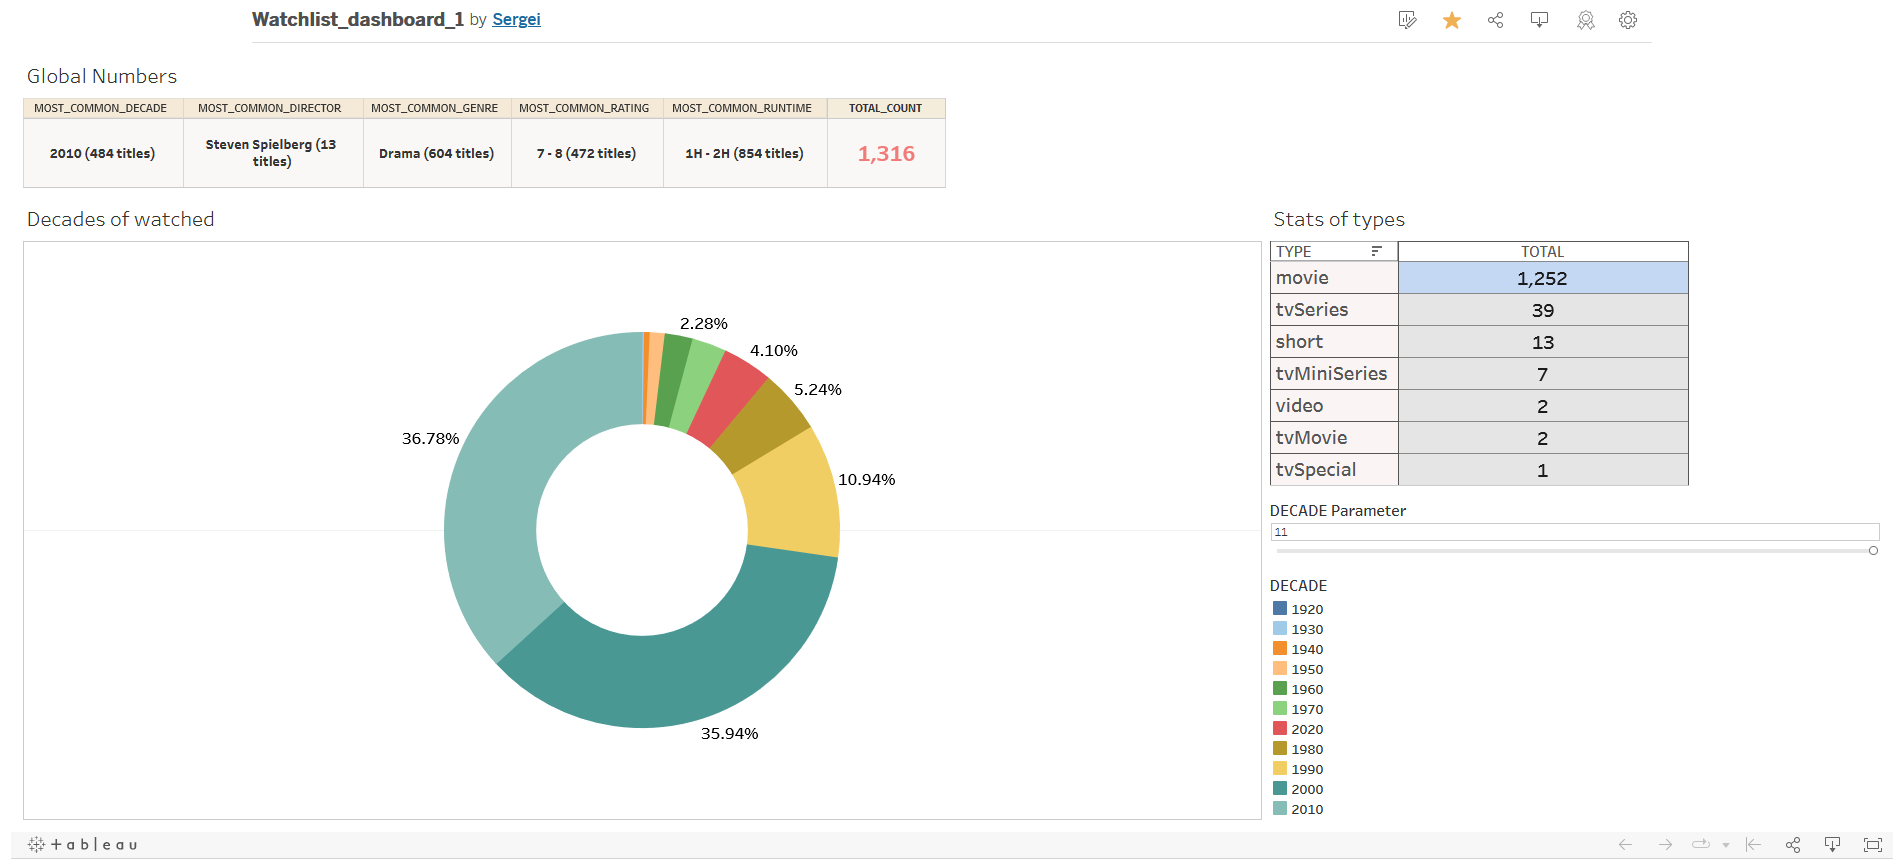 Watchlist_dashboard_1 by Sergei
Global Numbers
MOST_COMMON_DECADE MOST_COMMON_DIRECTOR MOST_COMMON_GENRE MOST_COMMON_RATING MOST_COMMON_RUNTIME TOTAL_COUNT
2010 (484 titles) Steven Spielberg (13 titles) Drama (604 titles) 7 - 8 (472 titles) 1H - 2H (854 titles) 1,316
Decades of watched
2.28%
4.10%
5.24%
36.78%
10.94%
35.94%
Stats of types
TYPE TOTAL
movie 1,252
tvSeries 39
short 13
tvMiniSeries 7
video 2
tvMovie 2
tvSpecial 1
DECADE Parameter
11
DECADE
1920
1930
1940
1950
1960
1970
2020
1980
1990
2000
2010
+ a b | e a u